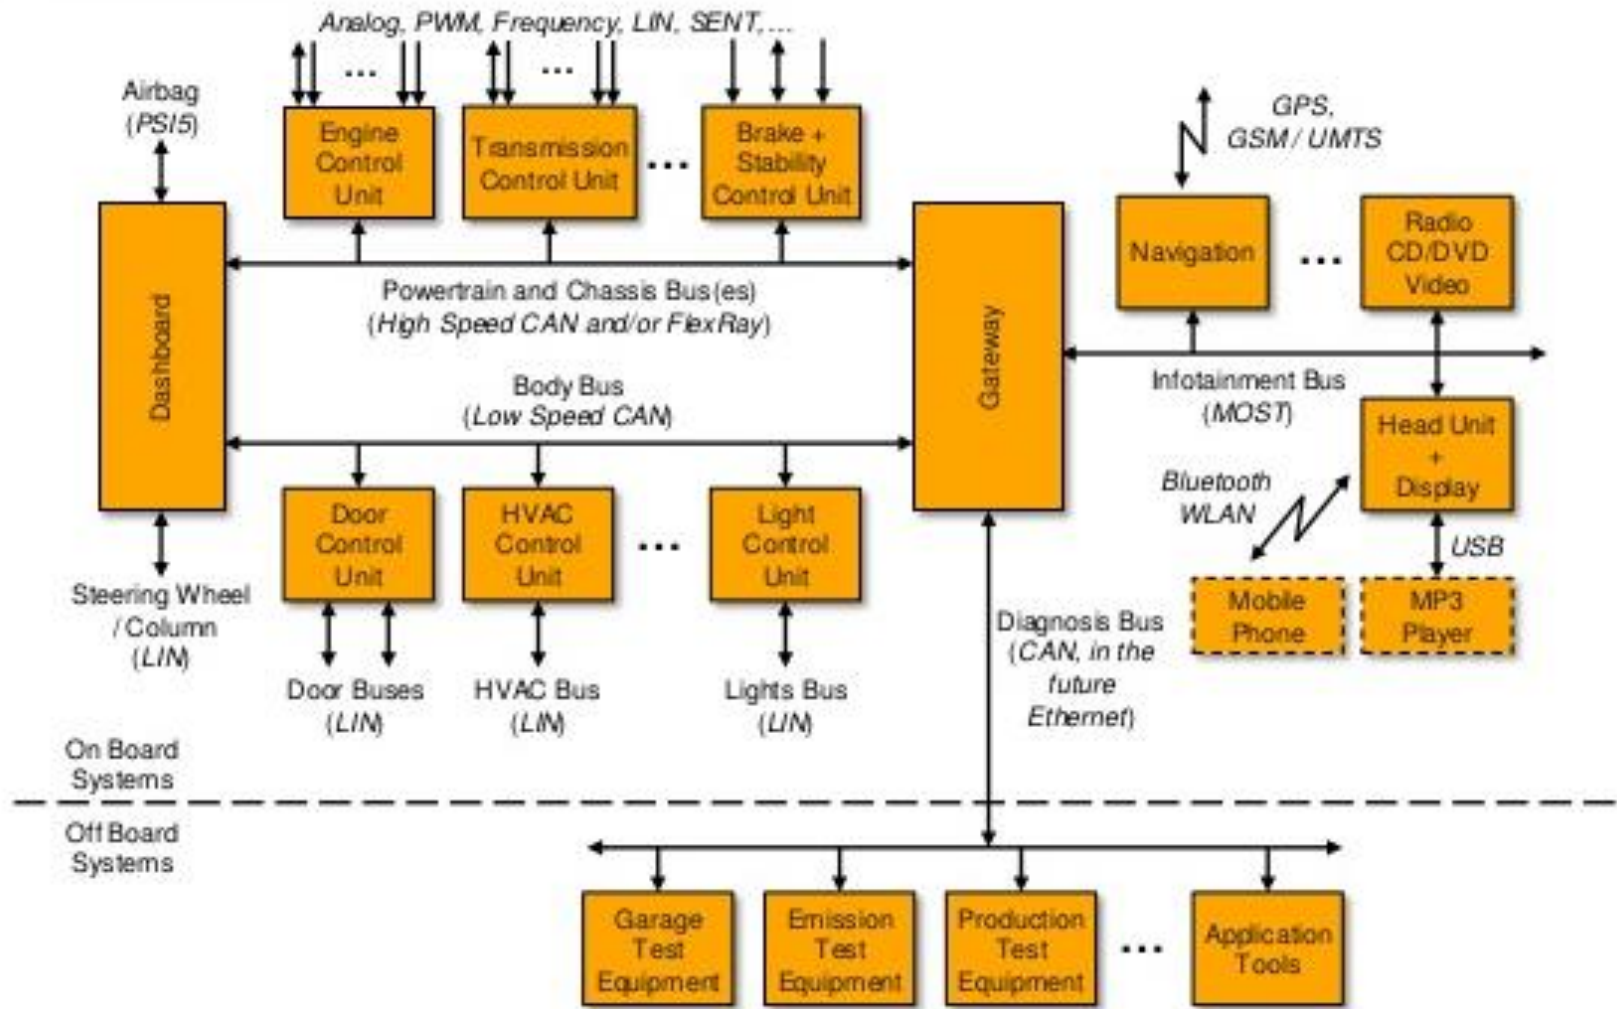 Analog, PWM, Frequency, LIN, SENT,...
Airbag
(PSI5)
Engine
Control
Unit
...
Transmission
Control Unit
...
...
Brake +
Stability
Control Unit
GPS,
GSM / UMTS
Navigation
...
Radio
CD/DVD
Video
Dashboard
Powertrain and Chassis Bus(es)
(High Speed CAN and/or FlexRay)
Gateway
Infotainment Bus
(MOST)
Body Bus
(Low Speed CAN)
Head Unit
+
Display
Bluetooth
WLAN
USB
Mobile
Phone
MP3
Player
Door
Control
Unit
HVAC
Control
Unit
...
Light
Control
Unit
Steering Wheel
/ Column
(LIN)
Door Buses
(LIN)
HVAC Bus
(LIN)
Lights Bus
(LIN)
Diagnosis Bus
(CAN, in the
future
Ethernet)
On Board
Systems
Off Board
Systems
Garage
Test
Equipment
Emission
Test
Equipment
Production
Test
Equipment
...
Application
Tools